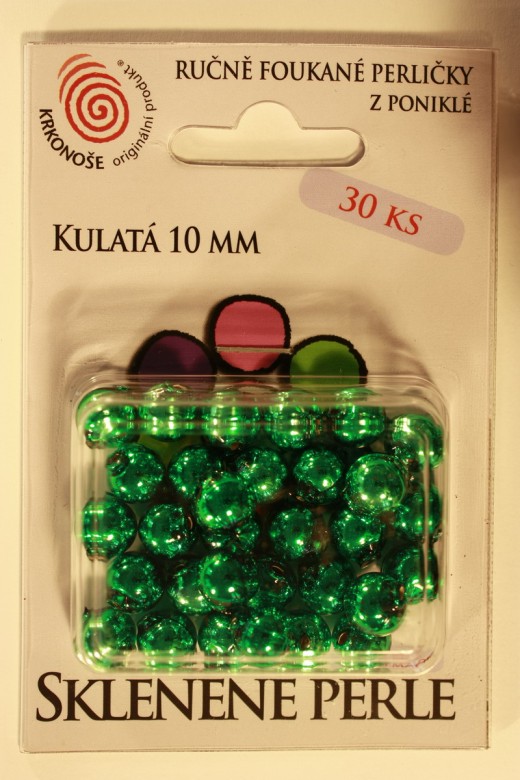 KRKONOŠE
originální produkt®
RUČNĚ FOUKANÉ PERLIČKY
Z PONIKLÉ
30 KS
KULATÁ 10 MM
SKLENENE PERLE